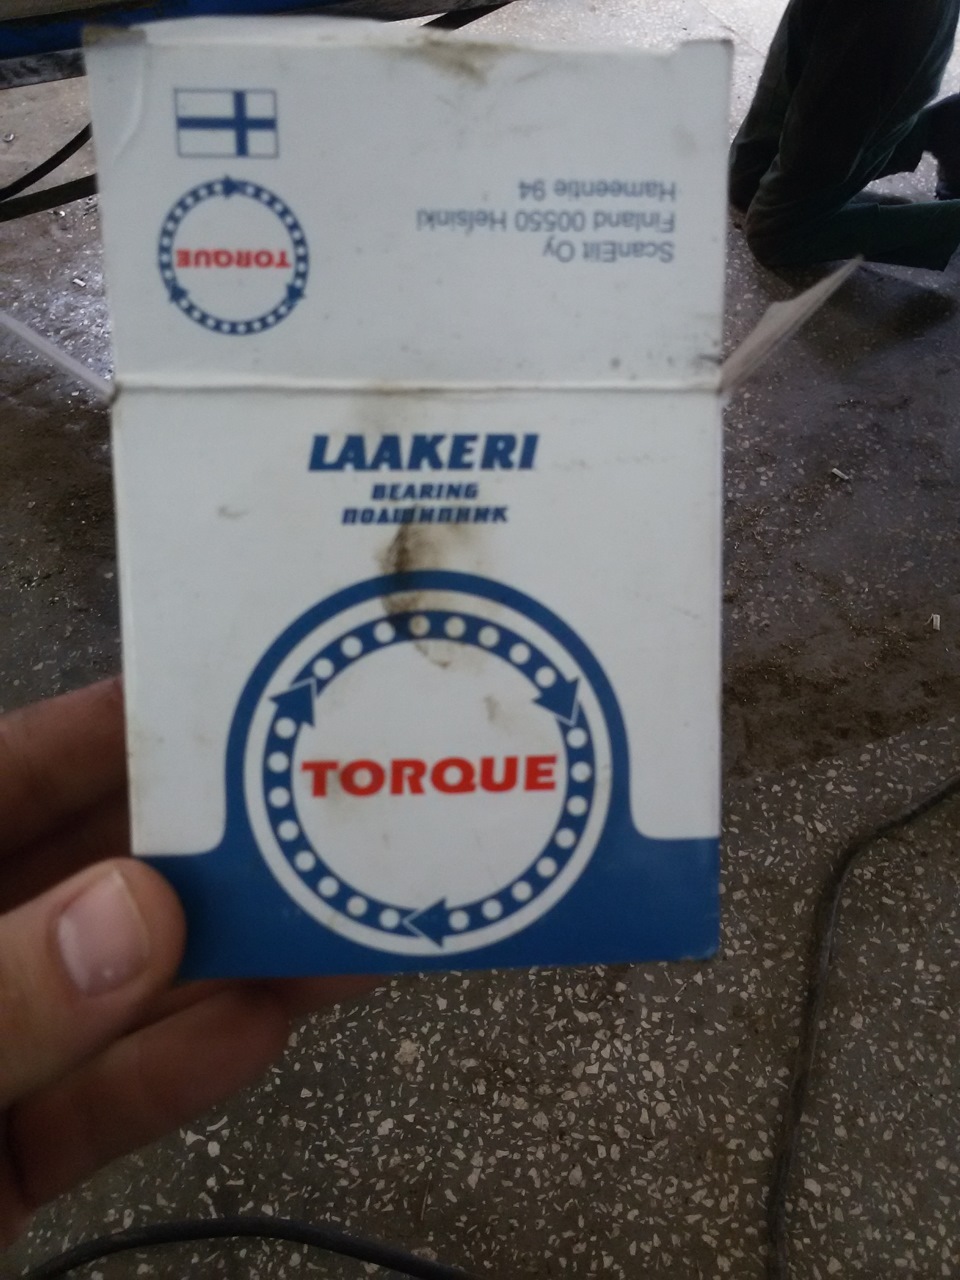 TORQUE
ScanElit Oy
Finland 00550 Helsinki
Hameentie 94
LAAKERI
BEARING
ПОДШИПНИК
TORQUE